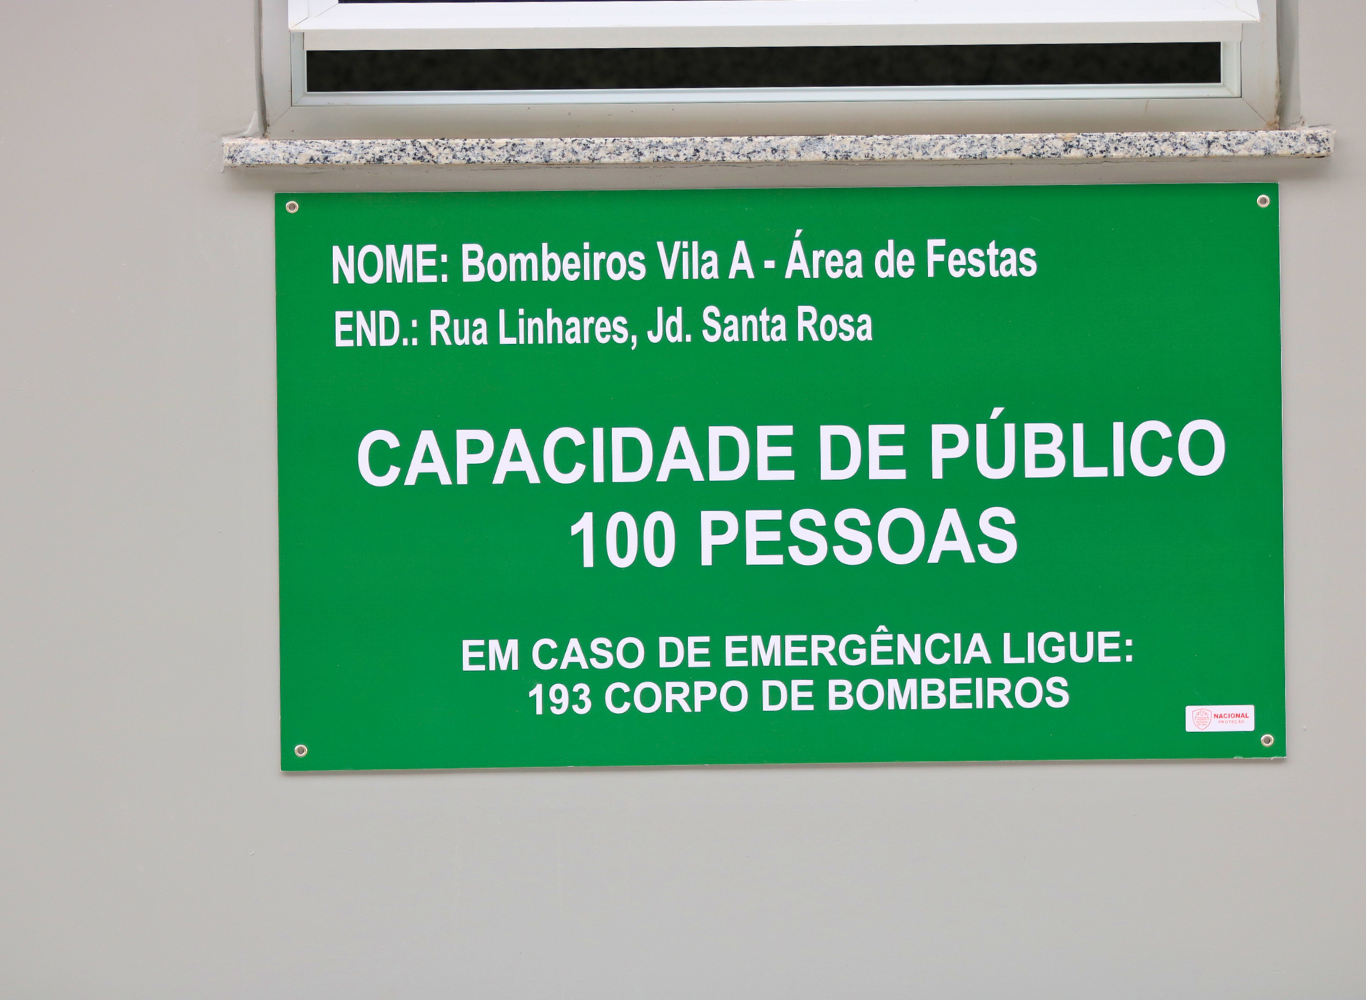 NOME: Bombeiros Vila A - Área de Festas
END.: Rua Linhares, Jd. Santa Rosa
CAPACIDADE DE PÚBLICO
100 PESSOAS
EM CASO DE EMERGÊNCIA LIGUE:
193 CORPO DE BOMBEIROS
NACIONAL
PROTEÇÃO